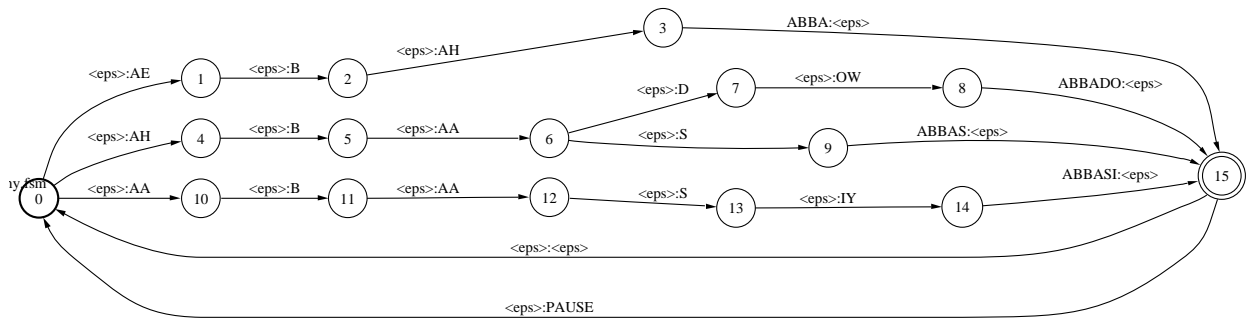 ABBA:<eps>
3
<eps>:AH
<eps>:AE
1
<eps>:B
2
<eps>:D
7
<eps>:OW
8
ABBADO:<eps>
<eps>:AH
4
<eps>:B
5
<eps>:AA
6
<eps>:S
9
ABBAS:<eps>
0
<eps>:AA
10
<eps>:B
11
<eps>:AA
12
<eps>:S
13
<eps>:IY
14
ABBASI:<eps>
15
<eps>:<eps>
<eps>:PAUSE